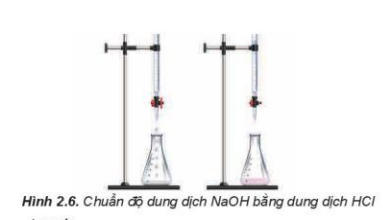 Hình 2.6. Chuẩn độ dung dịch NaOH bằng dung dịch HCl